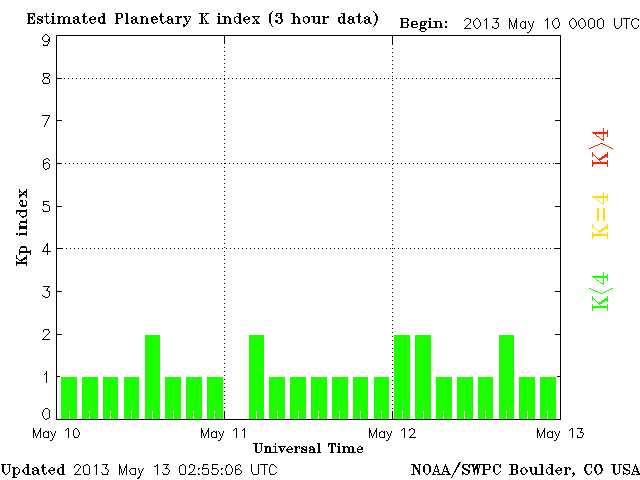 Estimated Planetary K index (3 hour data)
Begin: 2013 May 10 0000 UTC
9
8
7
6
5
4
3
2
1
0
Kp index
K>4
K=4
K<4
May 10
May 11
May 12
May 13
Universal Time
Updated 2013 May 13 02:55:06 UTC
NOAA/SWPC Boulder, CO USA